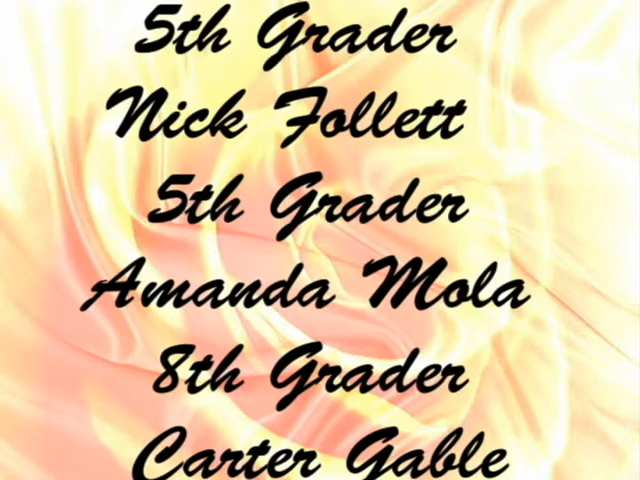 5th Grader
Nick Follett
5th Grader
Amanda Mola
8th Grader
Carter Gable